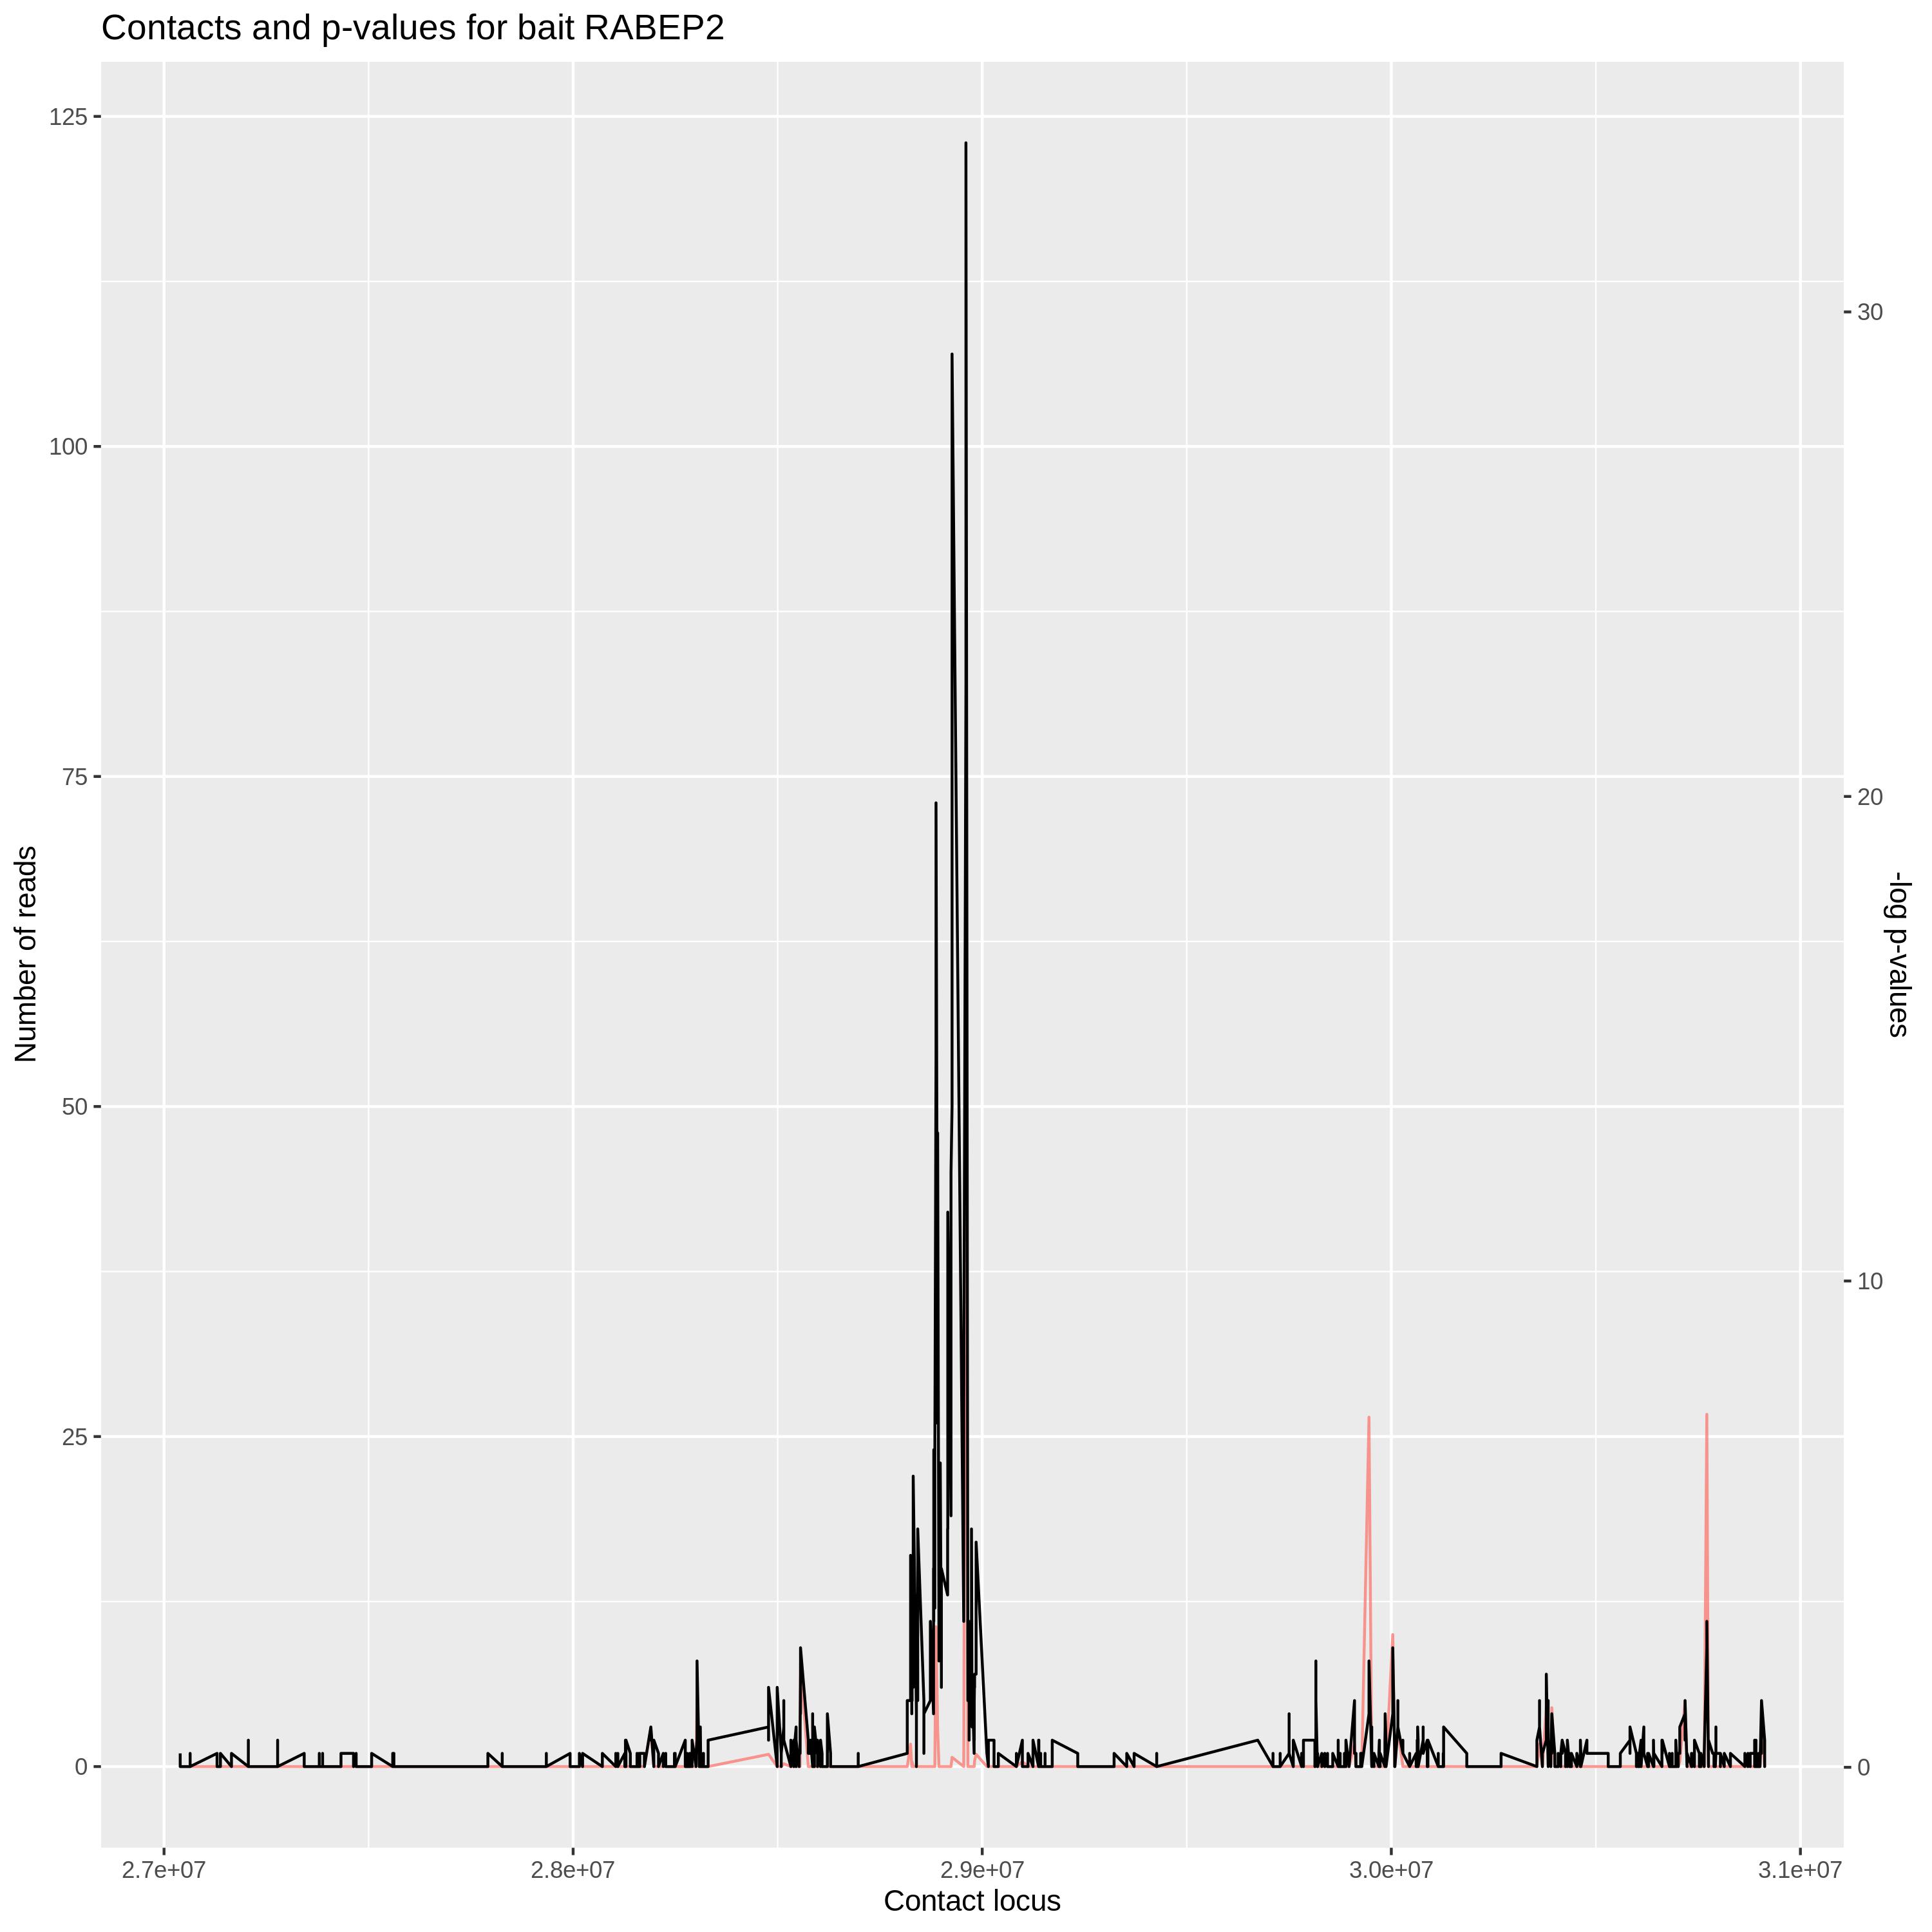 Contacts and p-values for bait RABEP2
125
100
75
50
25
0
Number of reads
30
20
10
0
-log p-values
2.7e+07 2.8e+07 2.9e+07 3.0e+07 3.1e+07
Contact locus